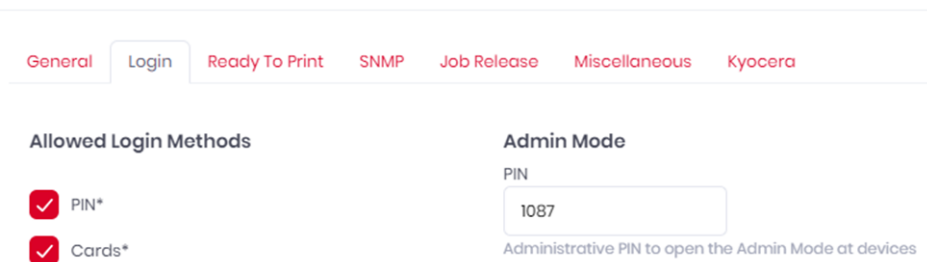 General Login Ready To Print SNMP Job Release Miscellaneous Kyocera
Allowed Login Methods
PIN*
Cards*
Admin Mode
PIN
1087
Administrative PIN to open the Admin Mode at devices